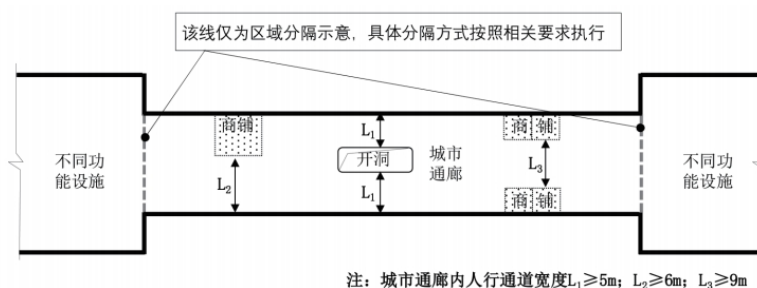 该线仅为区域分隔示意，具体分隔方式按照相关要求执行
商铺
L₁
商 铺
不同功
能设施
开洞
城市
通廊
L₂
L₁
L₃
商 铺
不同功
能设施
注：城市通廊内人行通道宽度L₁≥5m；L₂≥6m；L₃≥9m